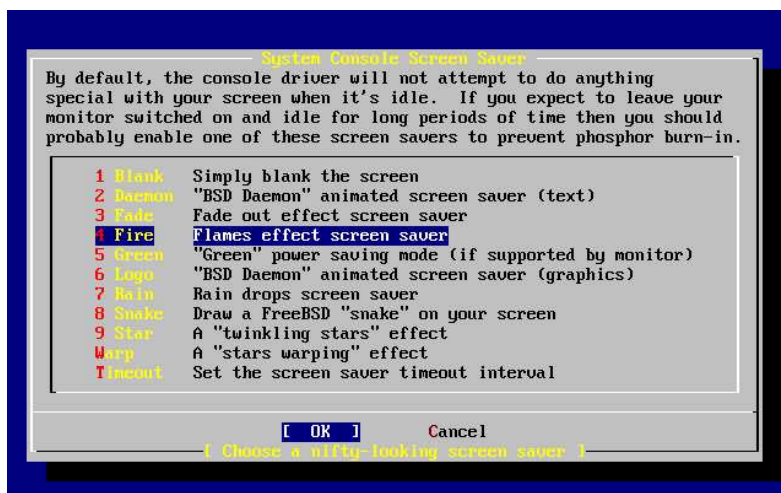 System Console Screen Saver
By default, the console driver will not attempt to do anything
special with your screen when it's idle.  If you expect to leave your
monitor switched on and idle for long periods of time then you should
probably enable one of these screen savers to prevent phosphor burn-in.
1 Blank    Simply blank the screen
2 Daemon   "BSD Daemon" animated screen saver (text)
3 Fade     Fade out effect screen saver
4 Fire     Flames effect screen saver
5 Green    "Green" power saving mode (if supported by monitor)
6 Logo     "BSD Daemon" animated screen saver (graphics)
7 Rain     Rain drops screen saver
8 Snake    Draw a FreeBSD "snake" on your screen
9 Star     A "twinkling stars" effect
Warp       A "stars warping" effect
Timeout    Set the screen saver timeout interval
[  OK  ]       Cancel
[ Choose a nifty-looking screen saver ]